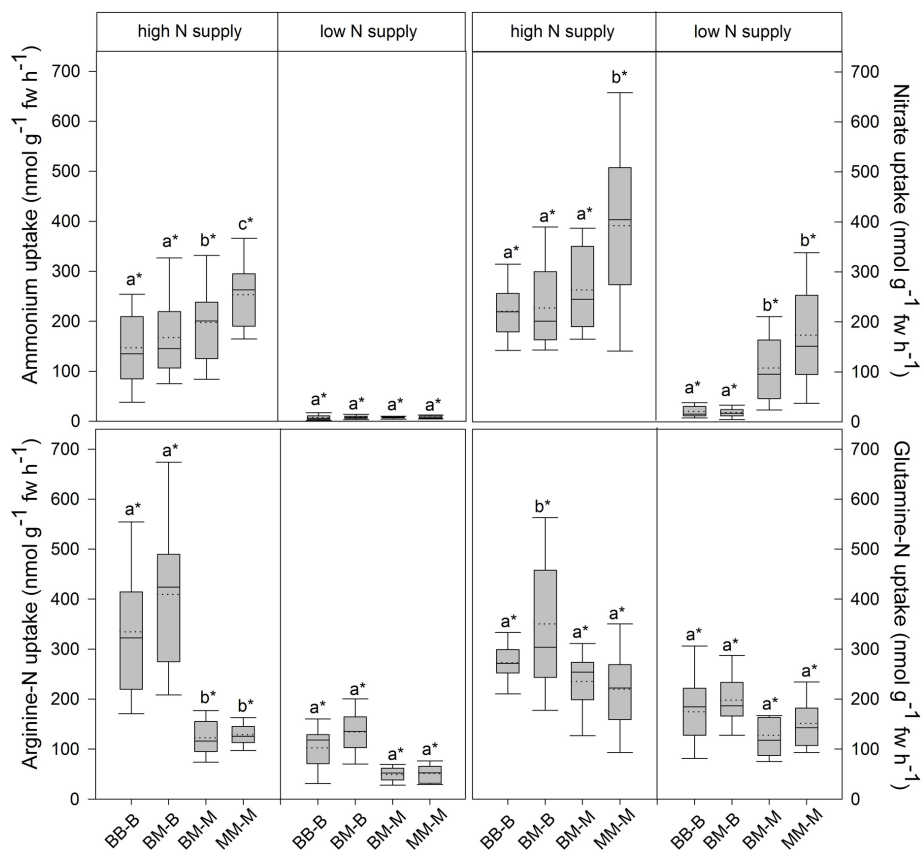 high N supply low N supply high N supply low N supply
Ammonium uptake (nmol g⁻¹ fw h⁻¹)
700
600
500
400
300
200
100
0
a* a* b* c*
a* a* a* a*
a* a* a* b*
a* a* b* b*
700
600
500
400
300
200
100
0
Nitrate uptake (nmol g⁻¹ fw h⁻¹)
Arginine-N uptake (nmol g⁻¹ fw h⁻¹)
700
600
500
400
300
200
100
0
a* a* b* b*
a* a* a* a*
a* b* a* a*
a* a* a* a*
700
600
500
400
300
200
100
0
Glutamine-N uptake (nmol g⁻¹ fw h⁻¹)
BB-B BM-B BM-M MM-M BB-B BM-B BM-M MM-M BB-B BM-B BM-M MM-M BB-B BM-B BM-M MM-M